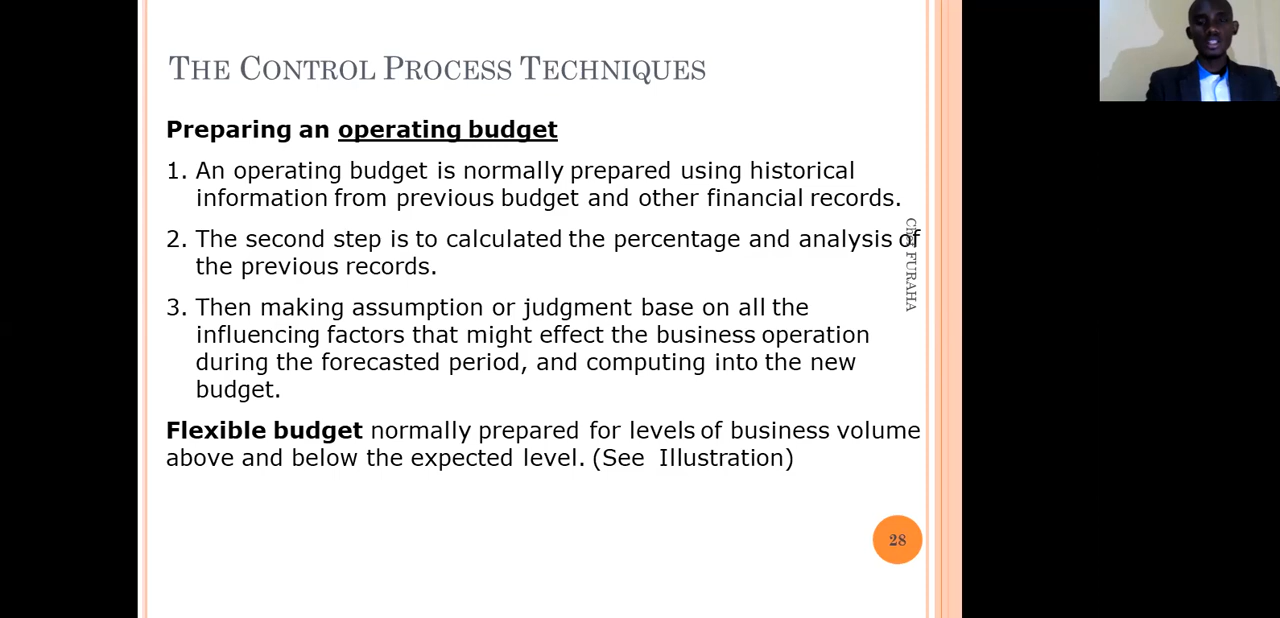 THE CONTROL PROCESS TECHNIQUES
Preparing an operating budget
1. An operating budget is normally prepared using historical
information from previous budget and other financial records.
2. The second step is to calculated the percentage and analysis of
the previous records.
3. Then making assumption or judgment base on all the
influencing factors that might effect the business operation
during the forecasted period, and computing into the new
budget.
Flexible budget normally prepared for levels of business volume
above and below the expected level. (See Illustration)
FURAHA
28